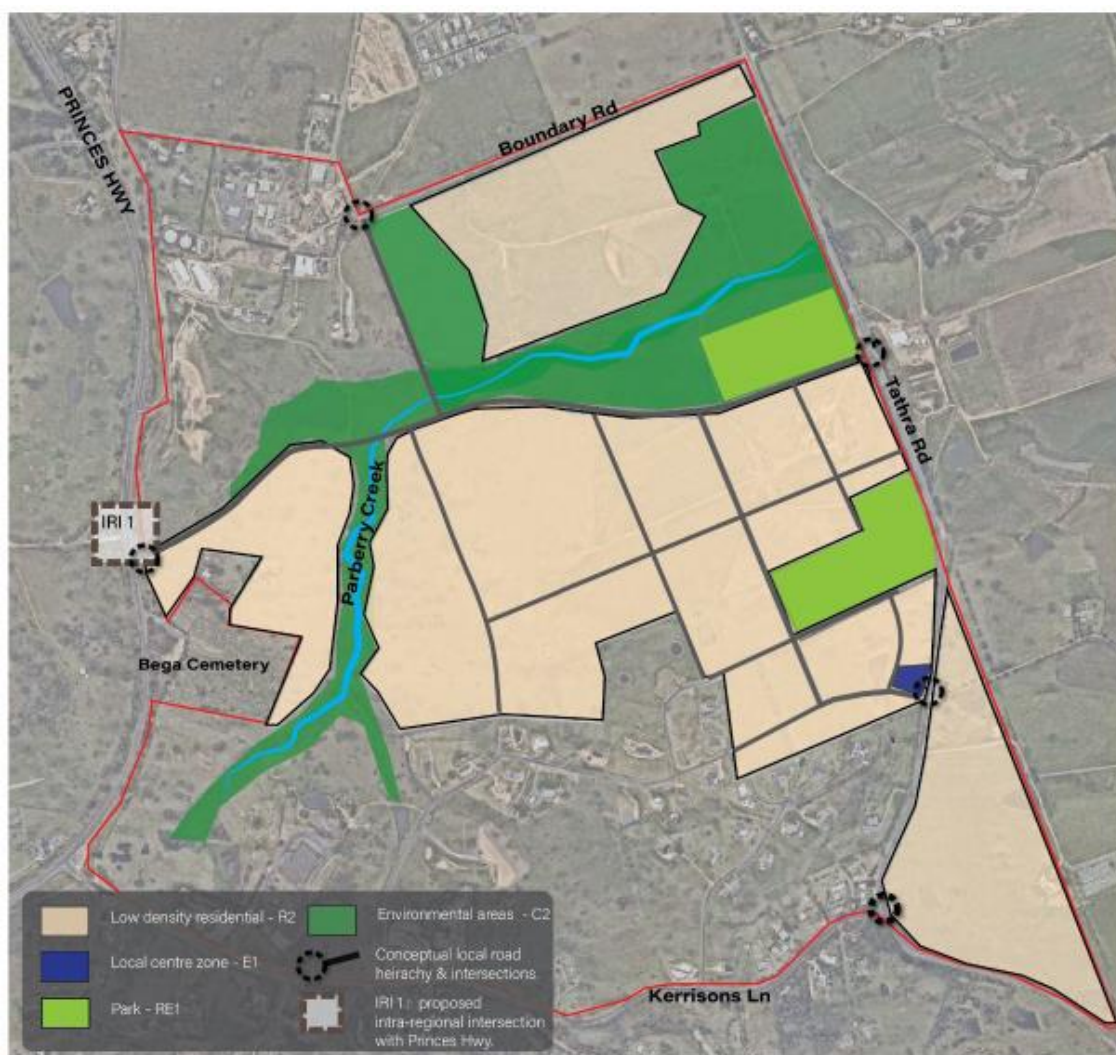 PRINCES HWY
Boundary Rd
Tathra Rd
IRI 1
Parberry Creek
Bega Cemetery
Kerrisons Ln
Low density residential - R2
Local centre zone - E1
Park - RE1
Environmental areas - C2
Conceptual local road
heirachy & intersections
IRI 1: proposed
intra-regional intersection
with Princes Hwy.